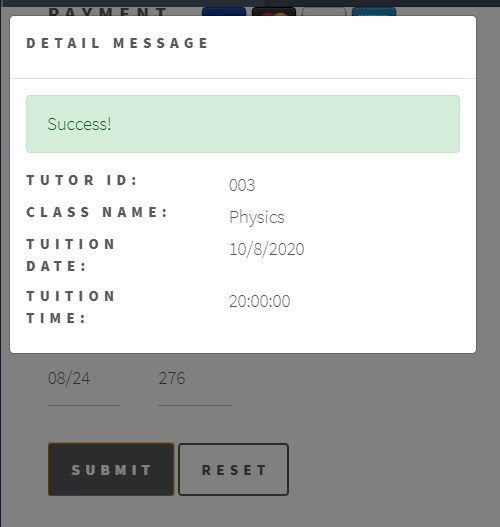 PAYMENT
DETAIL MESSAGE
Success!
TUTOR ID: 003
CLASS NAME: Physics
TUITION DATE: 10/8/2020
TUITION TIME: 20:00:00
08/24 276
SUBMIT RESET